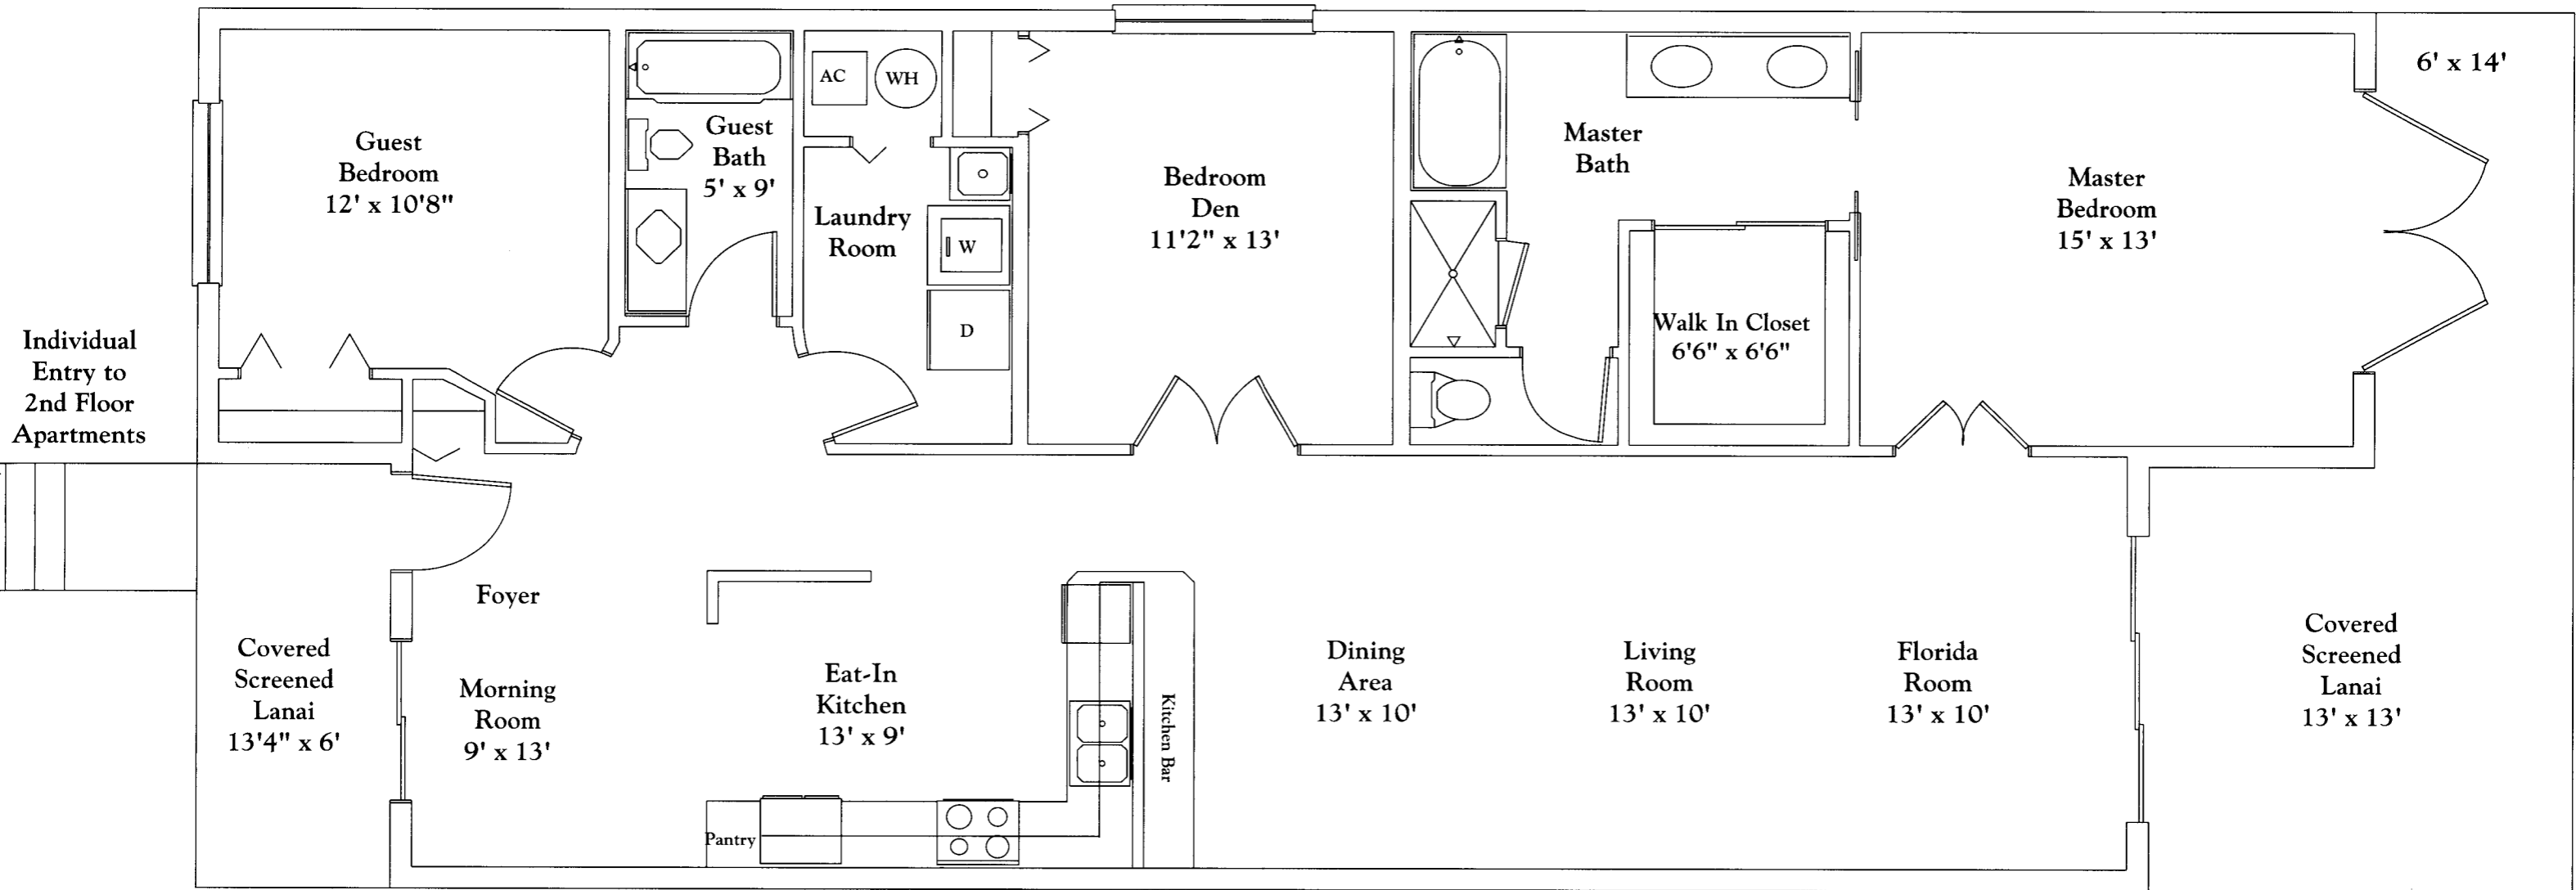 6' x 14'
Guest
Bedroom
12' x 10'8"
Guest
Bath
5' x 9'
AC
WH
Laundry
Room
W
D
Bedroom
Den
11'2" x 13'
Master
Bath
Walk In Closet
6'6" x 6'6"
Master
Bedroom
15' x 13'
Individual
Entry to
2nd Floor
Apartments
Foyer
Covered
Screened
Lanai
13'4" x 6'
Morning
Room
9' x 13'
Eat-In
Kitchen
13' x 9'
Pantry
Kitchen Bar
Dining
Area
13' x 10'
Living
Room
13' x 10'
Florida
Room
13' x 10'
Covered
Screened
Lanai
13' x 13'